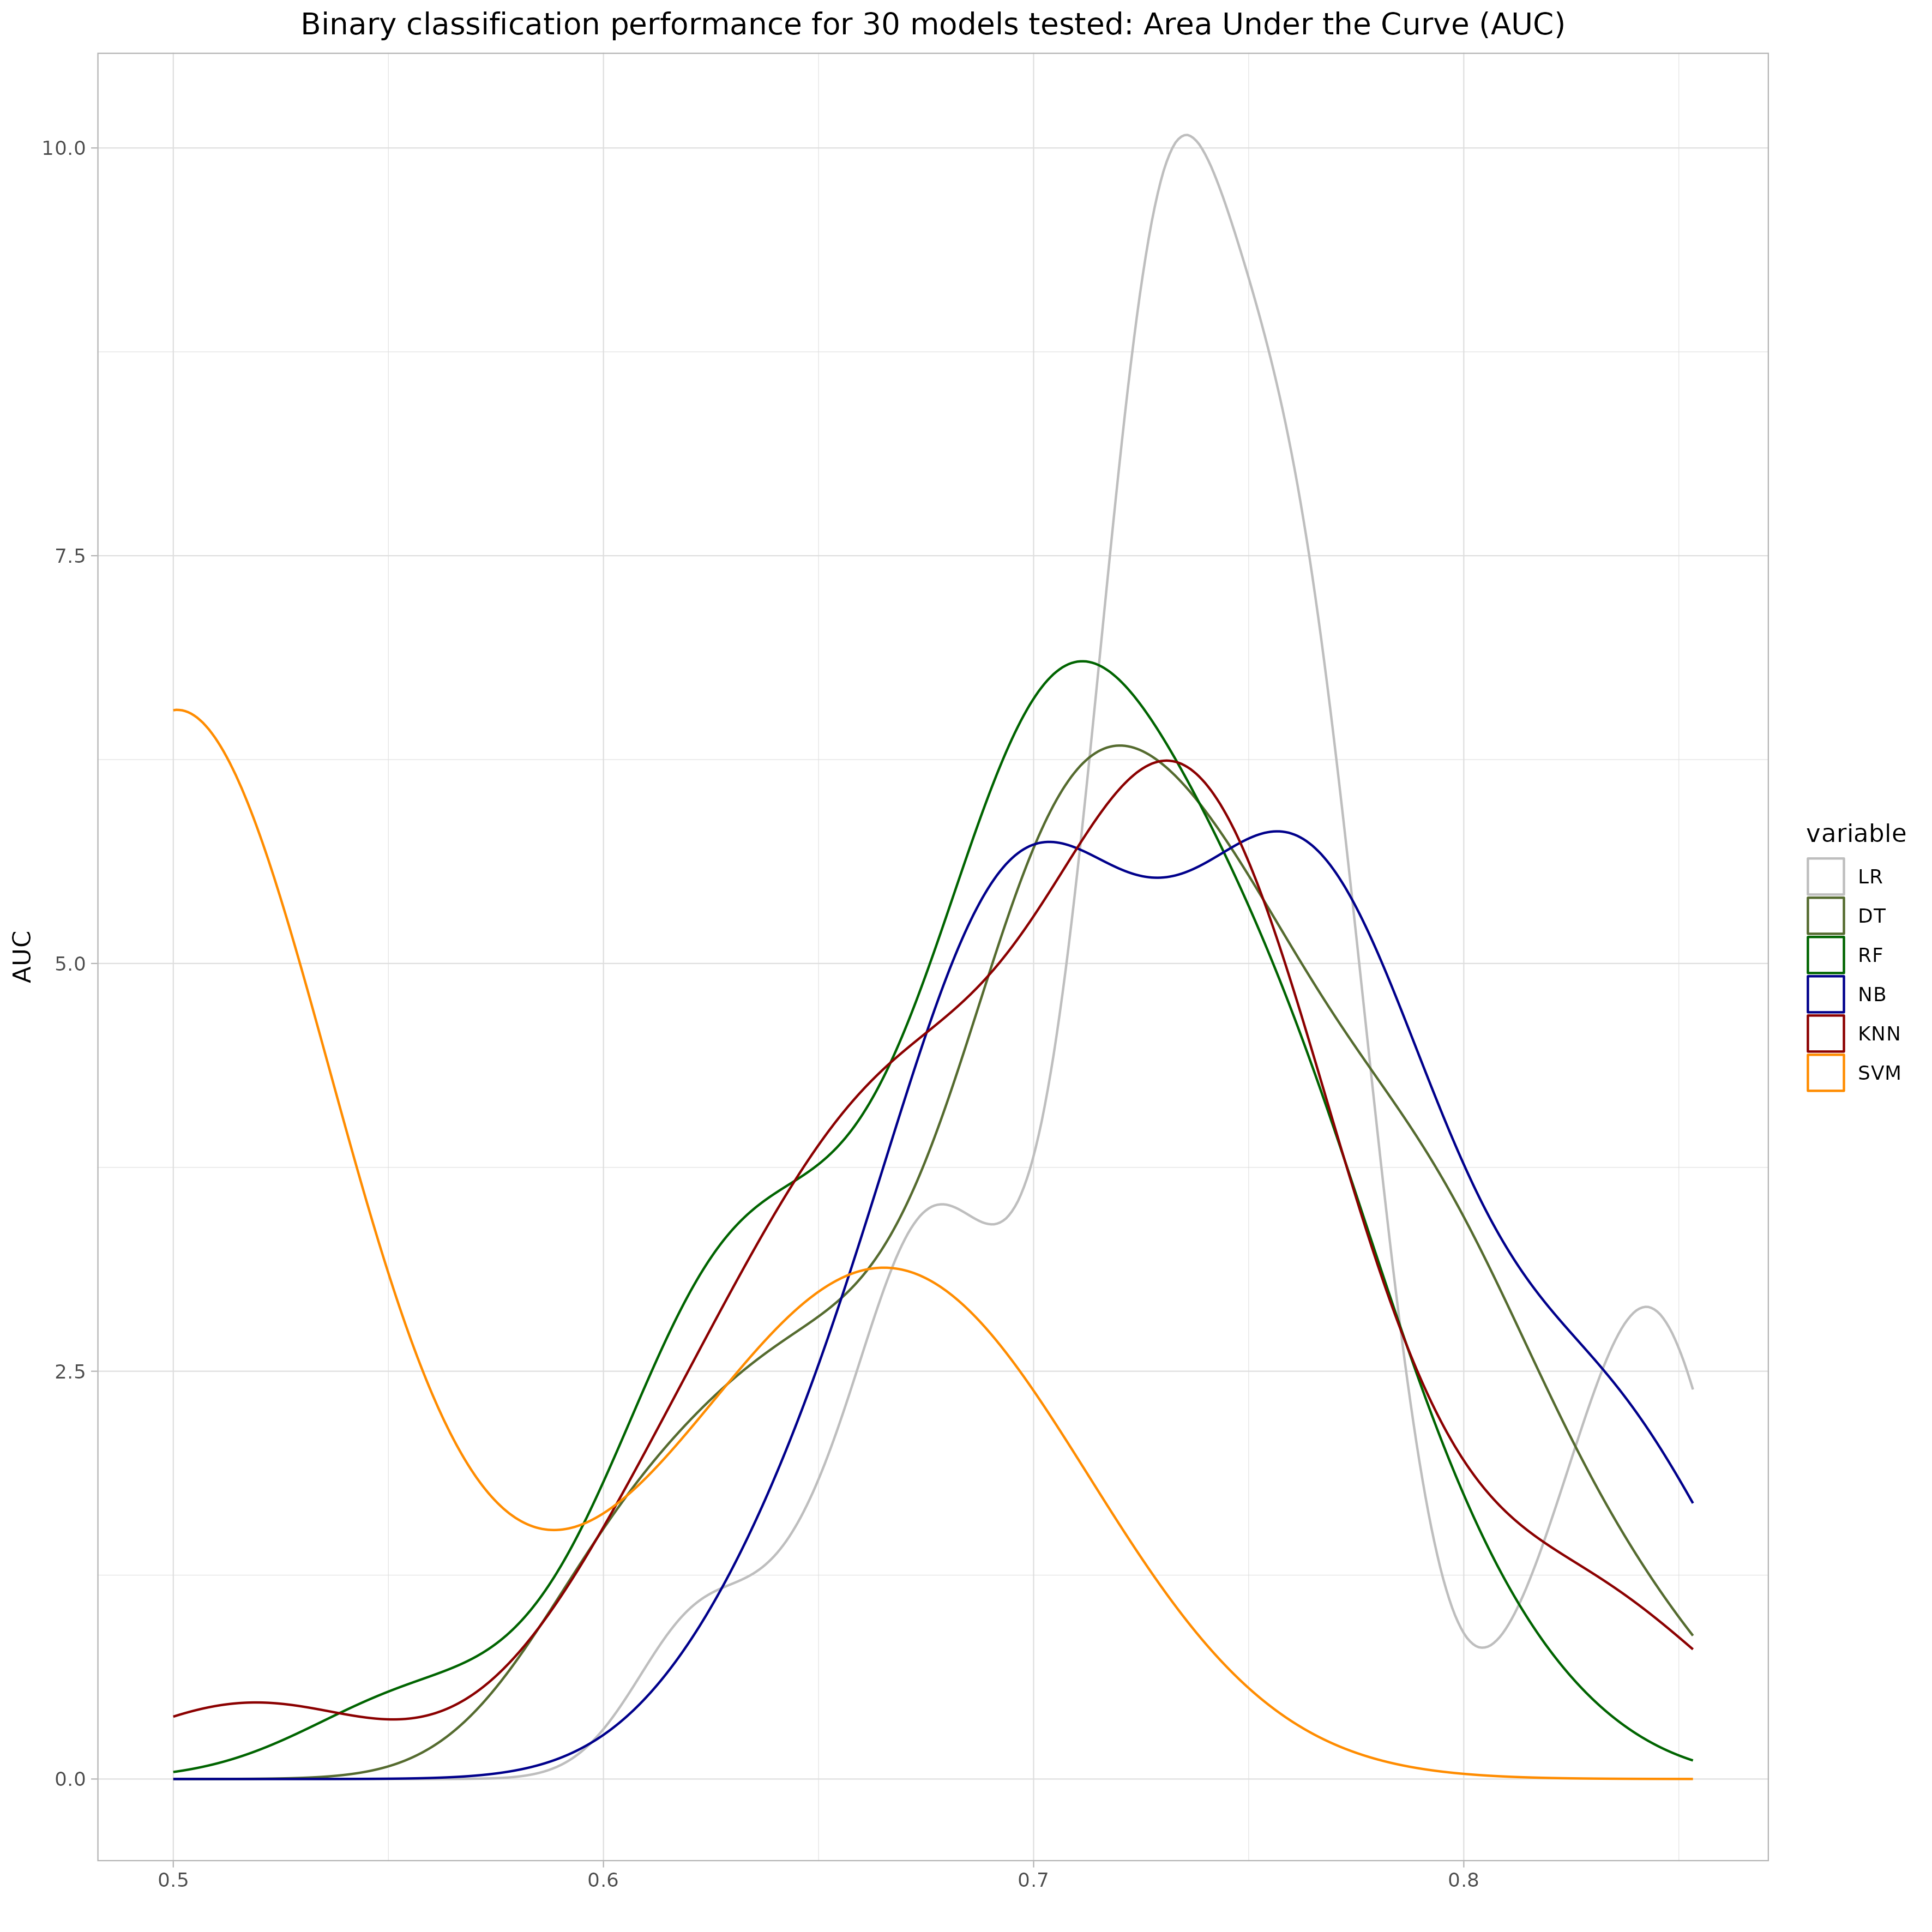 Binary classification performance for 30 models tested: Area Under the Curve (AUC)
10.0
7.5
5.0
2.5
0.0
AUC
0.5 0.6 0.7 0.8
variable
LR
DT
RF
NB
KNN
SVM